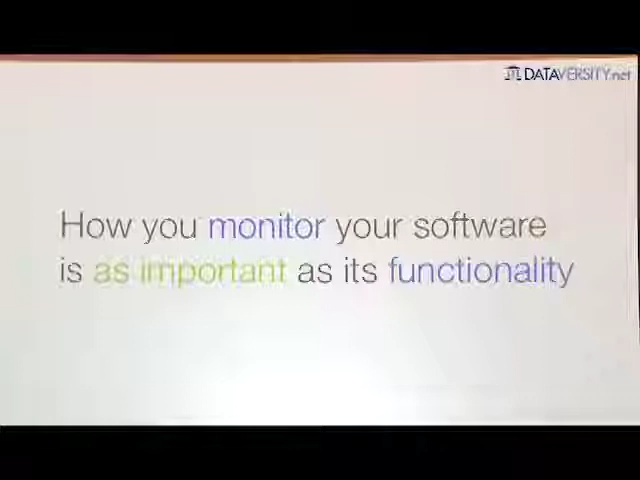 DATAVERSITY.net
How you monitor your software
is as important as its functionality